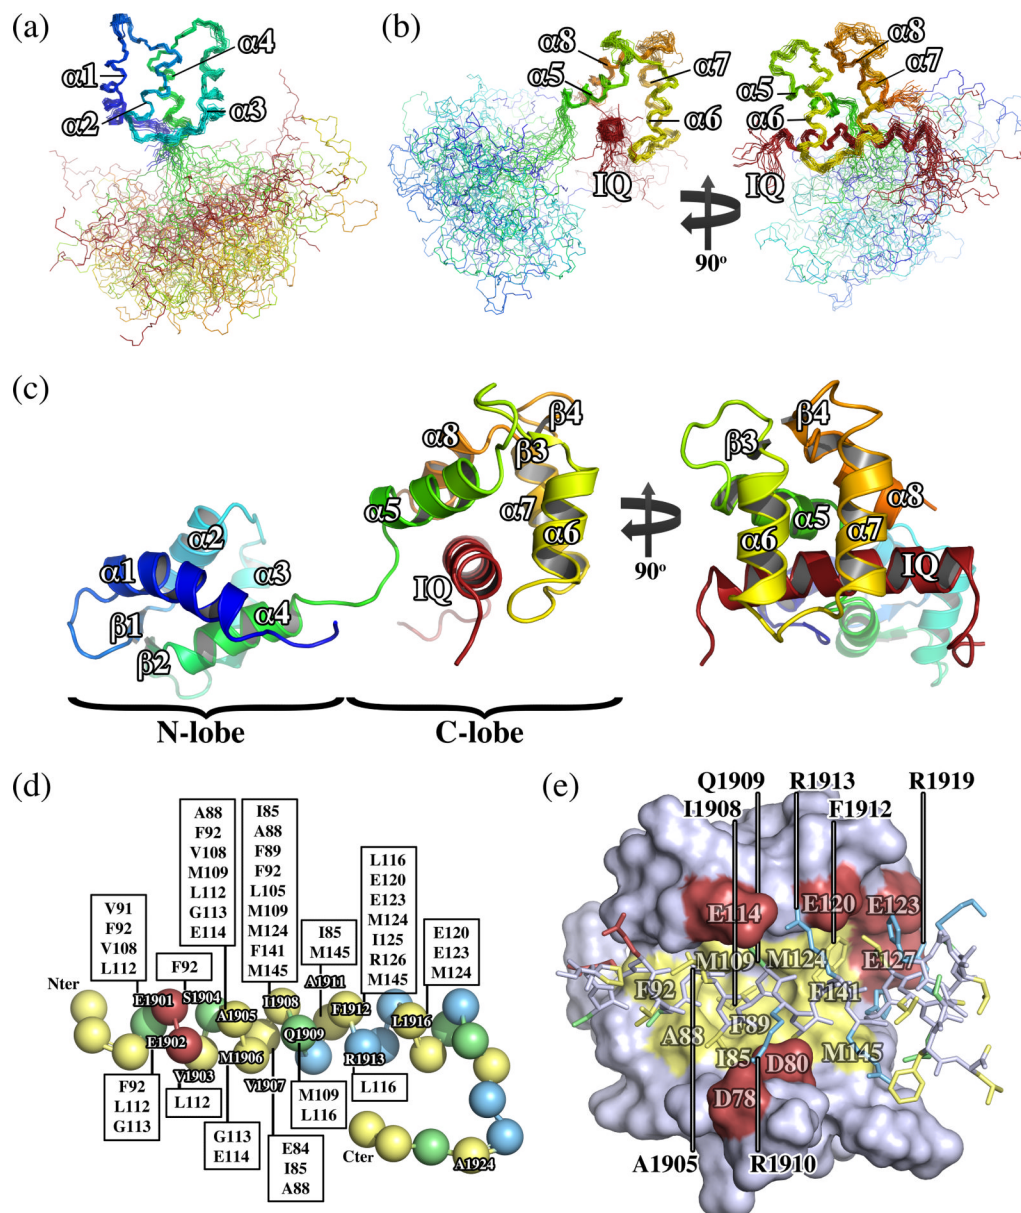 (a)
α1
α4
α2
α3
(b)
α8
α5
α7
α6
IQ
90º
α8
α7
α5
α6
IQ
(c)
α2
α1
α3
β1
α4
β2
α8
β4
β3
α5
α7
α6
IQ
90º
β4
β3
α8
α5
α6
α7
IQ
N-lobe
C-lobe
(d)
V91
F92
V108
L112
F92
A88
F92
V108
M109
L112
G113
E114
I85
A88
F89
F92
L105
M109
M124
F141
M145
I85
M145
L116
E120
E123
M124
I125
R126
M145
E120
E123
M124
Nter
E1901
S1904
A1905
I1908
A1911
F1912
L1916
E1902
V1903
M1906
V1907
Q1909
R1913
F92
L112
G113
L112
G113
E114
E84
I85
A88
M109
L116
L116
Cter
A1924
(e)
Q1909
R1913
R1919
I1908
F1912
E114
E120
E123
M109
M124
E127
F92
F141
A88
F89
I85
D80
M145
D78
A1905
R1910